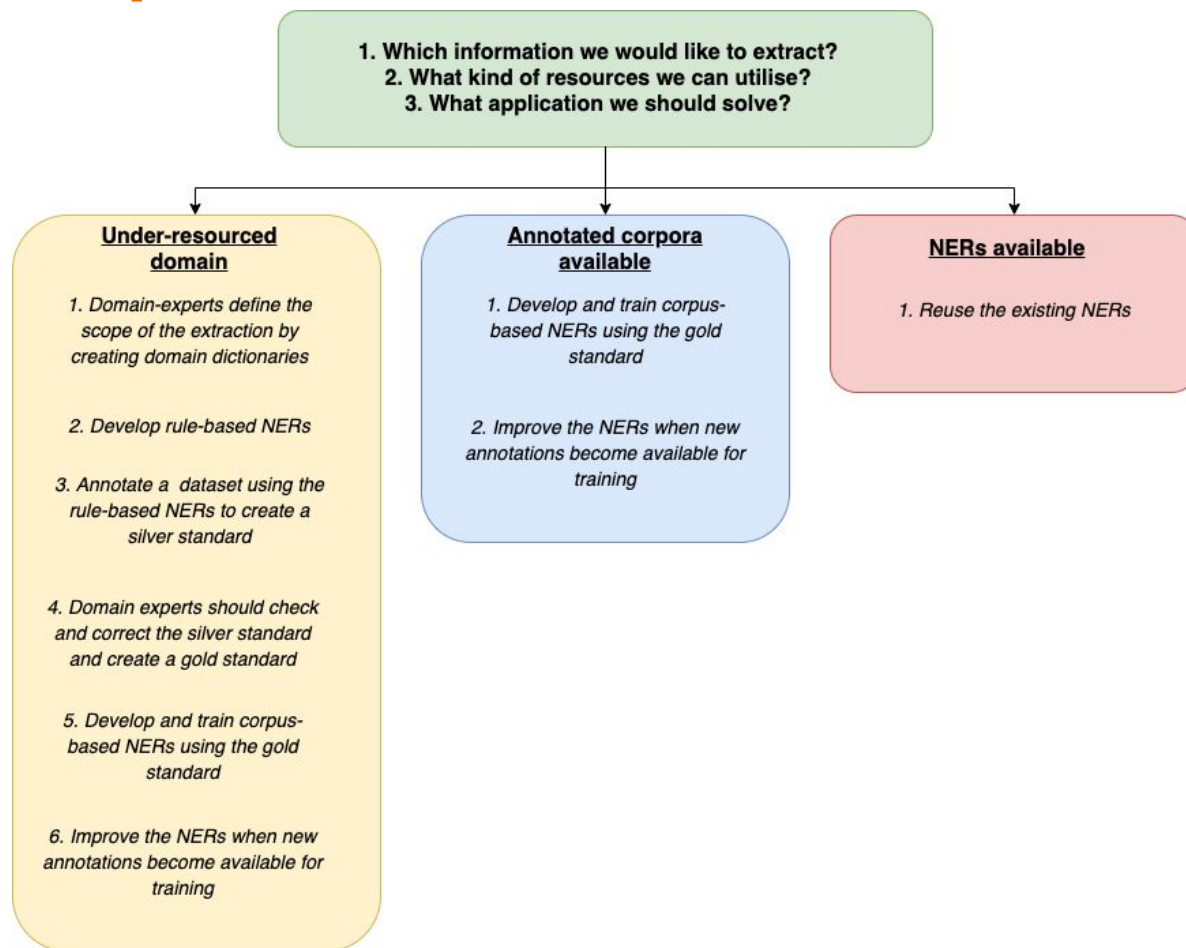 1. Which information we would like to extract?
2. What kind of resources we can utilise?
3. What application we should solve?
Under-resourced
domain
1. Domain-experts define the
scope of the extraction by
creating domain dictionaries
2. Develop rule-based NERs
3. Annotate a dataset using the
rule-based NERs to create a
silver standard
4. Domain experts should check
and correct the silver standard
and create a gold standard
5. Develop and train corpus-
based NERs using the gold
standard
6. Improve the NERs when new
annotations become available for
training
Annotated corpora
available
1. Develop and train corpus-
based NERs using the gold
standard
2. Improve the NERs when new
annotations become available for
training
NERs available
1. Reuse the existing NERs